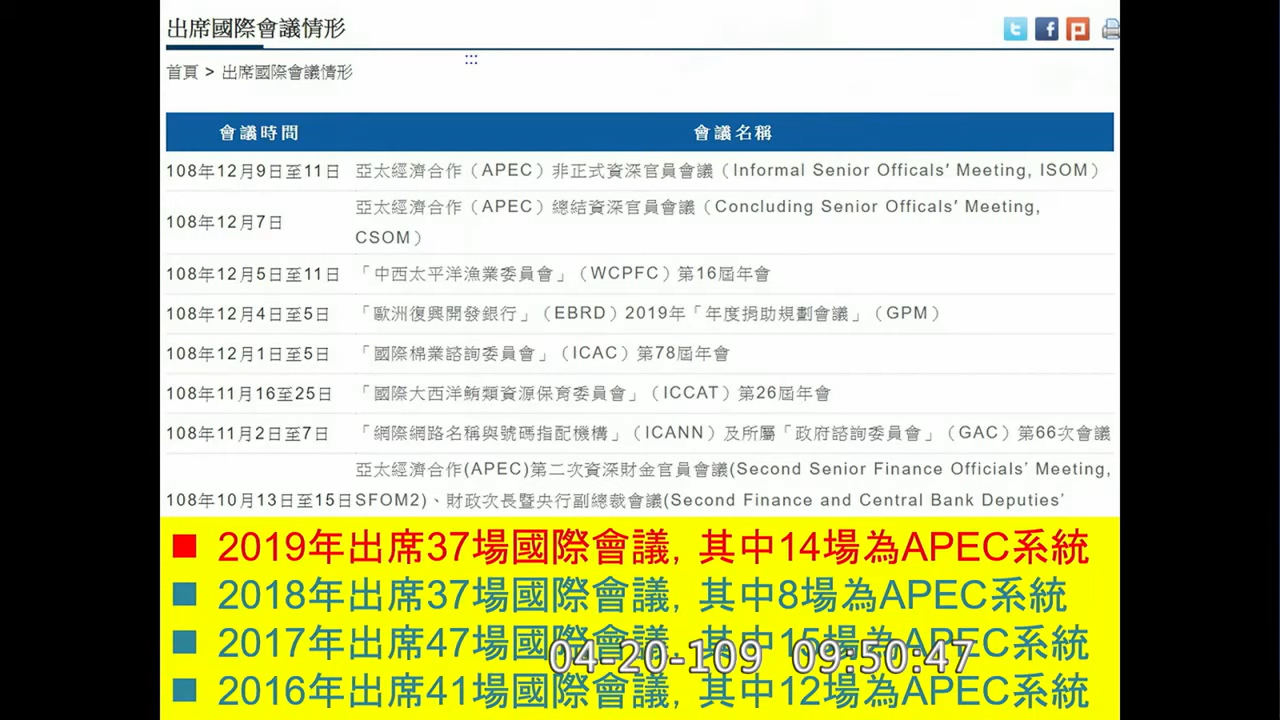 出席國際會議情形
:::
首頁 > 出席國際會議情形
會議時間 會議名稱
108年12月9日至11日 亞太經濟合作（APEC）非正式資深官員會議（Informal Senior Officals′ Meeting, ISOM）
亞太經濟合作（APEC）總結資深官員會議（Concluding Senior Officals′ Meeting,
108年12月7日
CSOM）
108年12月5日至11日 「中西太平洋漁業委員會」（WCPFC）第16屆年會
108年12月4日至5日 「歐洲復興開發銀行」（EBRD）2019年「年度捐助規劃會議」（GPM）
108年12月1日至5日 「國際棉業諮詢委員會」（ICAC）第78屆年會
108年11月16至25日 「國際大西洋鮪類資源保育委員會」（ICCAT）第26屆年會
108年11月2日至7日 「網際網路名稱與號碼指配機構」（ICANN）及所屬「政府諮詢委員會」（GAC）第66次會議
亞太經濟合作(APEC)第二次資深財金官員會議(Second Senior Finance Officials′ Meeting,
108年10月13日至15日 SFOM2)、財政次長暨央行副總裁會議(Second Finance and Central Bank Deputies′
■ 2019年出席37場國際會議, 其中14場為APEC系統
■ 2018年出席37場國際會議, 其中8場為APEC系統
■ 2017年出席47場國際會議, 其中15場為APEC系統
04-20-109 09:50:47
■ 2016年出席41場國際會議, 其中12場為APEC系統